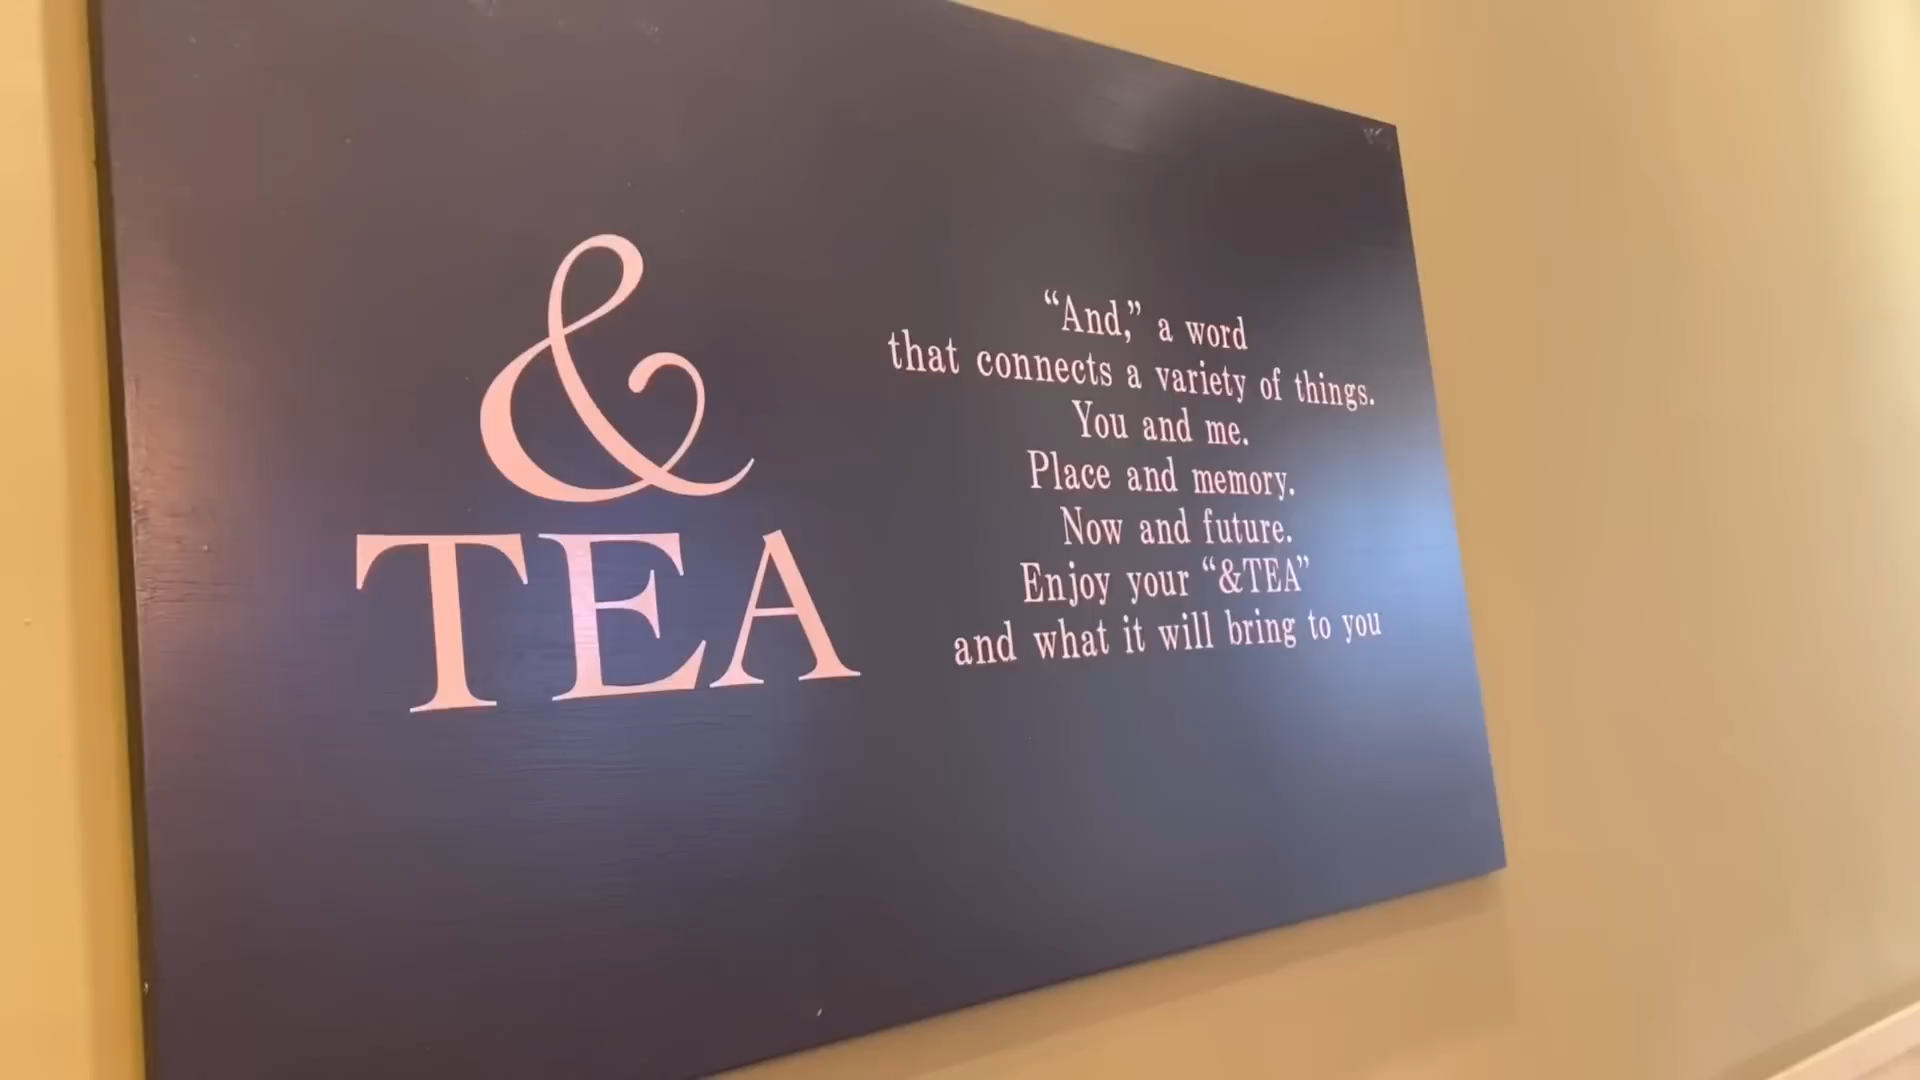 &
TEA
“And,” a word
that connects a variety of things.
You and me.
Place and memory.
Now and future.
Enjoy your “&TEA”
and what it will bring to you